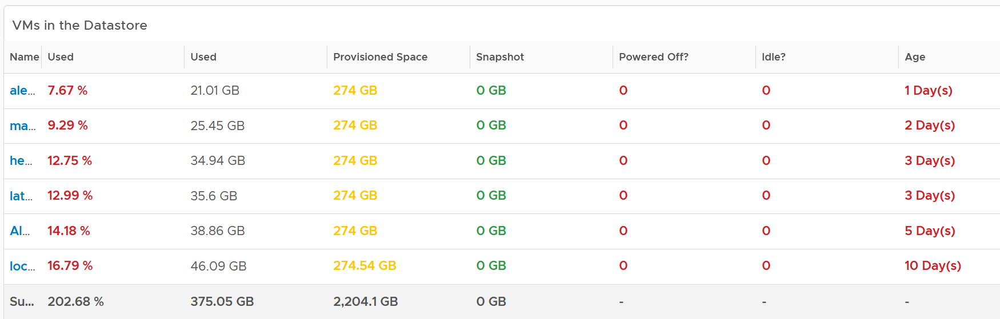 VMs in the Datastore
Name Used Used Provisioned Space Snapshot Powered Off? Idle? Age
ale... 7.67 % 21.01 GB 274 GB 0 GB 0 0 1 Day(s)
ma... 9.29 % 25.45 GB 274 GB 0 GB 0 0 2 Day(s)
he... 12.75 % 34.94 GB 274 GB 0 GB 0 0 3 Day(s)
lat... 12.99 % 35.6 GB 274 GB 0 GB 0 0 3 Day(s)
Al... 14.18 % 38.86 GB 274 GB 0 GB 0 0 5 Day(s)
loc... 16.79 % 46.09 GB 274.54 GB 0 GB 0 0 10 Day(s)
Su... 202.68 % 375.05 GB 2,204.1 GB 0 GB - - -